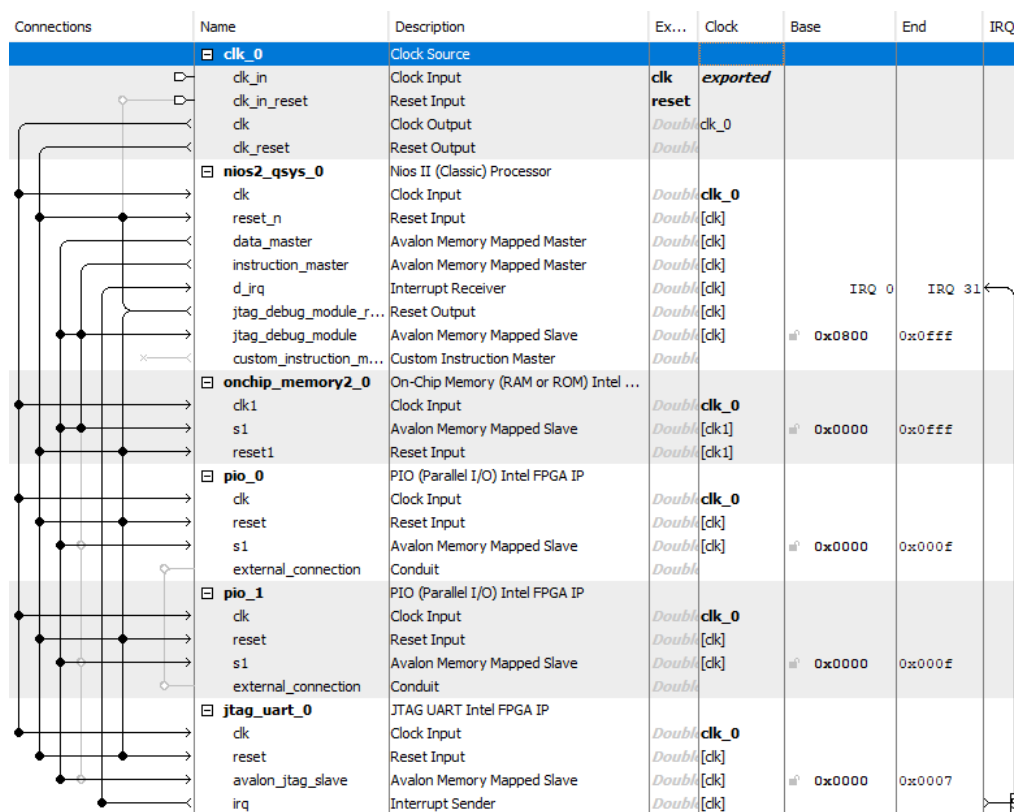 Connections Name Description Ex... Clock Base End IRQ
clk_0 Clock Source
clk_in Clock Input clk exported
clk_in_reset Reset Input reset
clk Clock Output Double clk_0
clk_reset Reset Output Double
nios2_qsys_0 Nios II (Classic) Processor
clk Clock Input Double clk_0
reset_n Reset Input Double [clk]
data_master Avalon Memory Mapped Master Double [clk]
instruction_master Avalon Memory Mapped Master Double [clk]
d_irq Interrupt Receiver Double [clk] IRQ 0 IRQ 31
jtag_debug_module_r... Reset Output Double [clk]
jtag_debug_module Avalon Memory Mapped Slave Double [clk] 0x0800 0x0fff
custom_instruction_m... Custom Instruction Master Double
onchip_memory2_0 On-Chip Memory (RAM or ROM) Intel ...
clk1 Clock Input Double clk_0
s1 Avalon Memory Mapped Slave Double [clk1] 0x0000 0x0fff
reset1 Reset Input Double [clk1]
pio_0 PIO (Parallel I/O) Intel FPGA IP
clk Clock Input Double clk_0
reset Reset Input Double [clk]
s1 Avalon Memory Mapped Slave Double [clk] 0x0000 0x000f
external_connection Conduit Double
pio_1 PIO (Parallel I/O) Intel FPGA IP
clk Clock Input Double clk_0
reset Reset Input Double [clk]
s1 Avalon Memory Mapped Slave Double [clk] 0x0000 0x000f
external_connection Conduit Double
jtag_uart_0 JTAG UART Intel FPGA IP
clk Clock Input Double clk_0
reset Reset Input Double [clk]
avalon_jtag_slave Avalon Memory Mapped Slave Double [clk] 0x0000 0x0007
irq Interrupt Sender Double [clk]